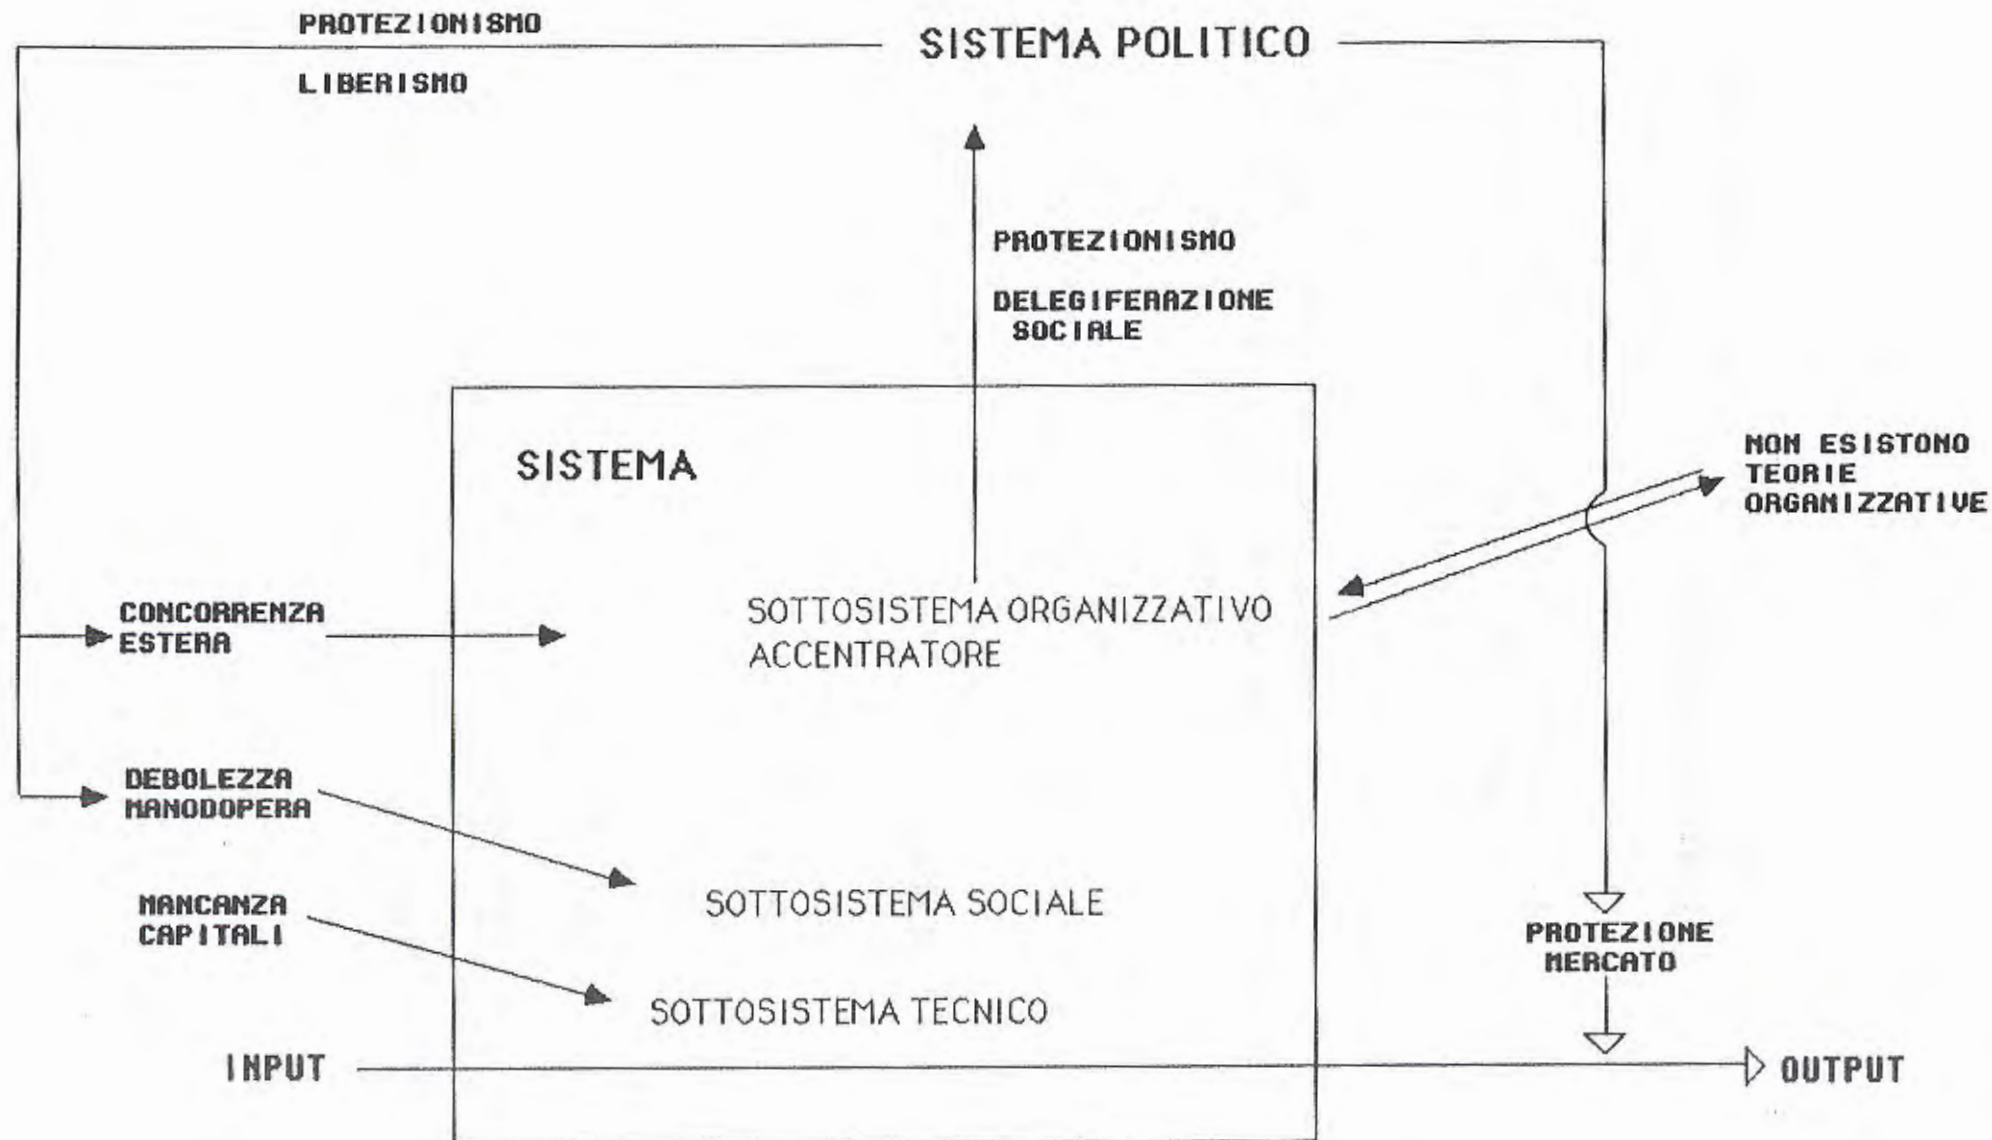 PROTEZIONISMO
SISTEMA POLITICO
LIBERISMO
PROTEZIONISMO
DELEGIFERAZIONE
SOCIALE
SISTEMA
NON ESISTONO
TEORIE
ORGANIZZATIVE
CONCORRENZA
ESTERA
SOTTOSISTEMA ORGANIZZATIVO
ACCENTRATORE
DEBOLEZZA
MANODOPERA
MANCANZA
CAPITALI
SOTTOSISTEMA SOCIALE
PROTEZIONE
MERCATO
SOTTOSISTEMA TECNICO
INPUT
OUTPUT